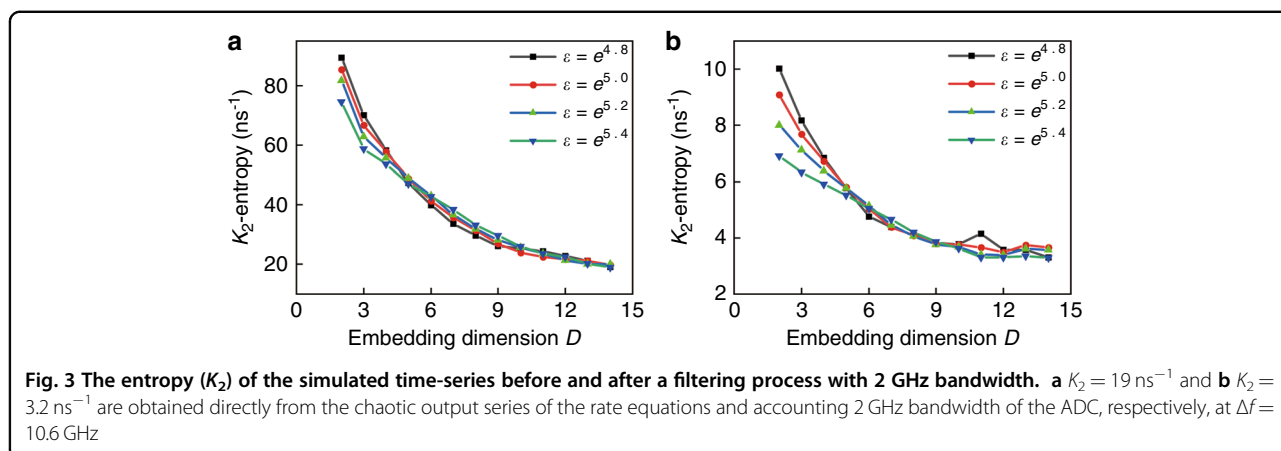 a
ε = e^4.8
ε = e^5.0
ε = e^5.2
ε = e^5.4
K₂-entropy (ns⁻¹)
80
60
40
20
0 3 6 9 12 15
Embedding dimension D
b
ε = e^4.8
ε = e^5.0
ε = e^5.2
ε = e^5.4
K₂-entropy (ns⁻¹)
10
8
6
4
2
0 3 6 9 12 15
Embedding dimension D
Fig. 3 The entropy (K₂) of the simulated time-series before and after a filtering process with 2 GHz bandwidth. a K₂ = 19 ns⁻¹ and b K₂ =
3.2 ns⁻¹ are obtained directly from the chaotic output series of the rate equations and accounting 2 GHz bandwidth of the ADC, respectively, at Δf =
10.6 GHz